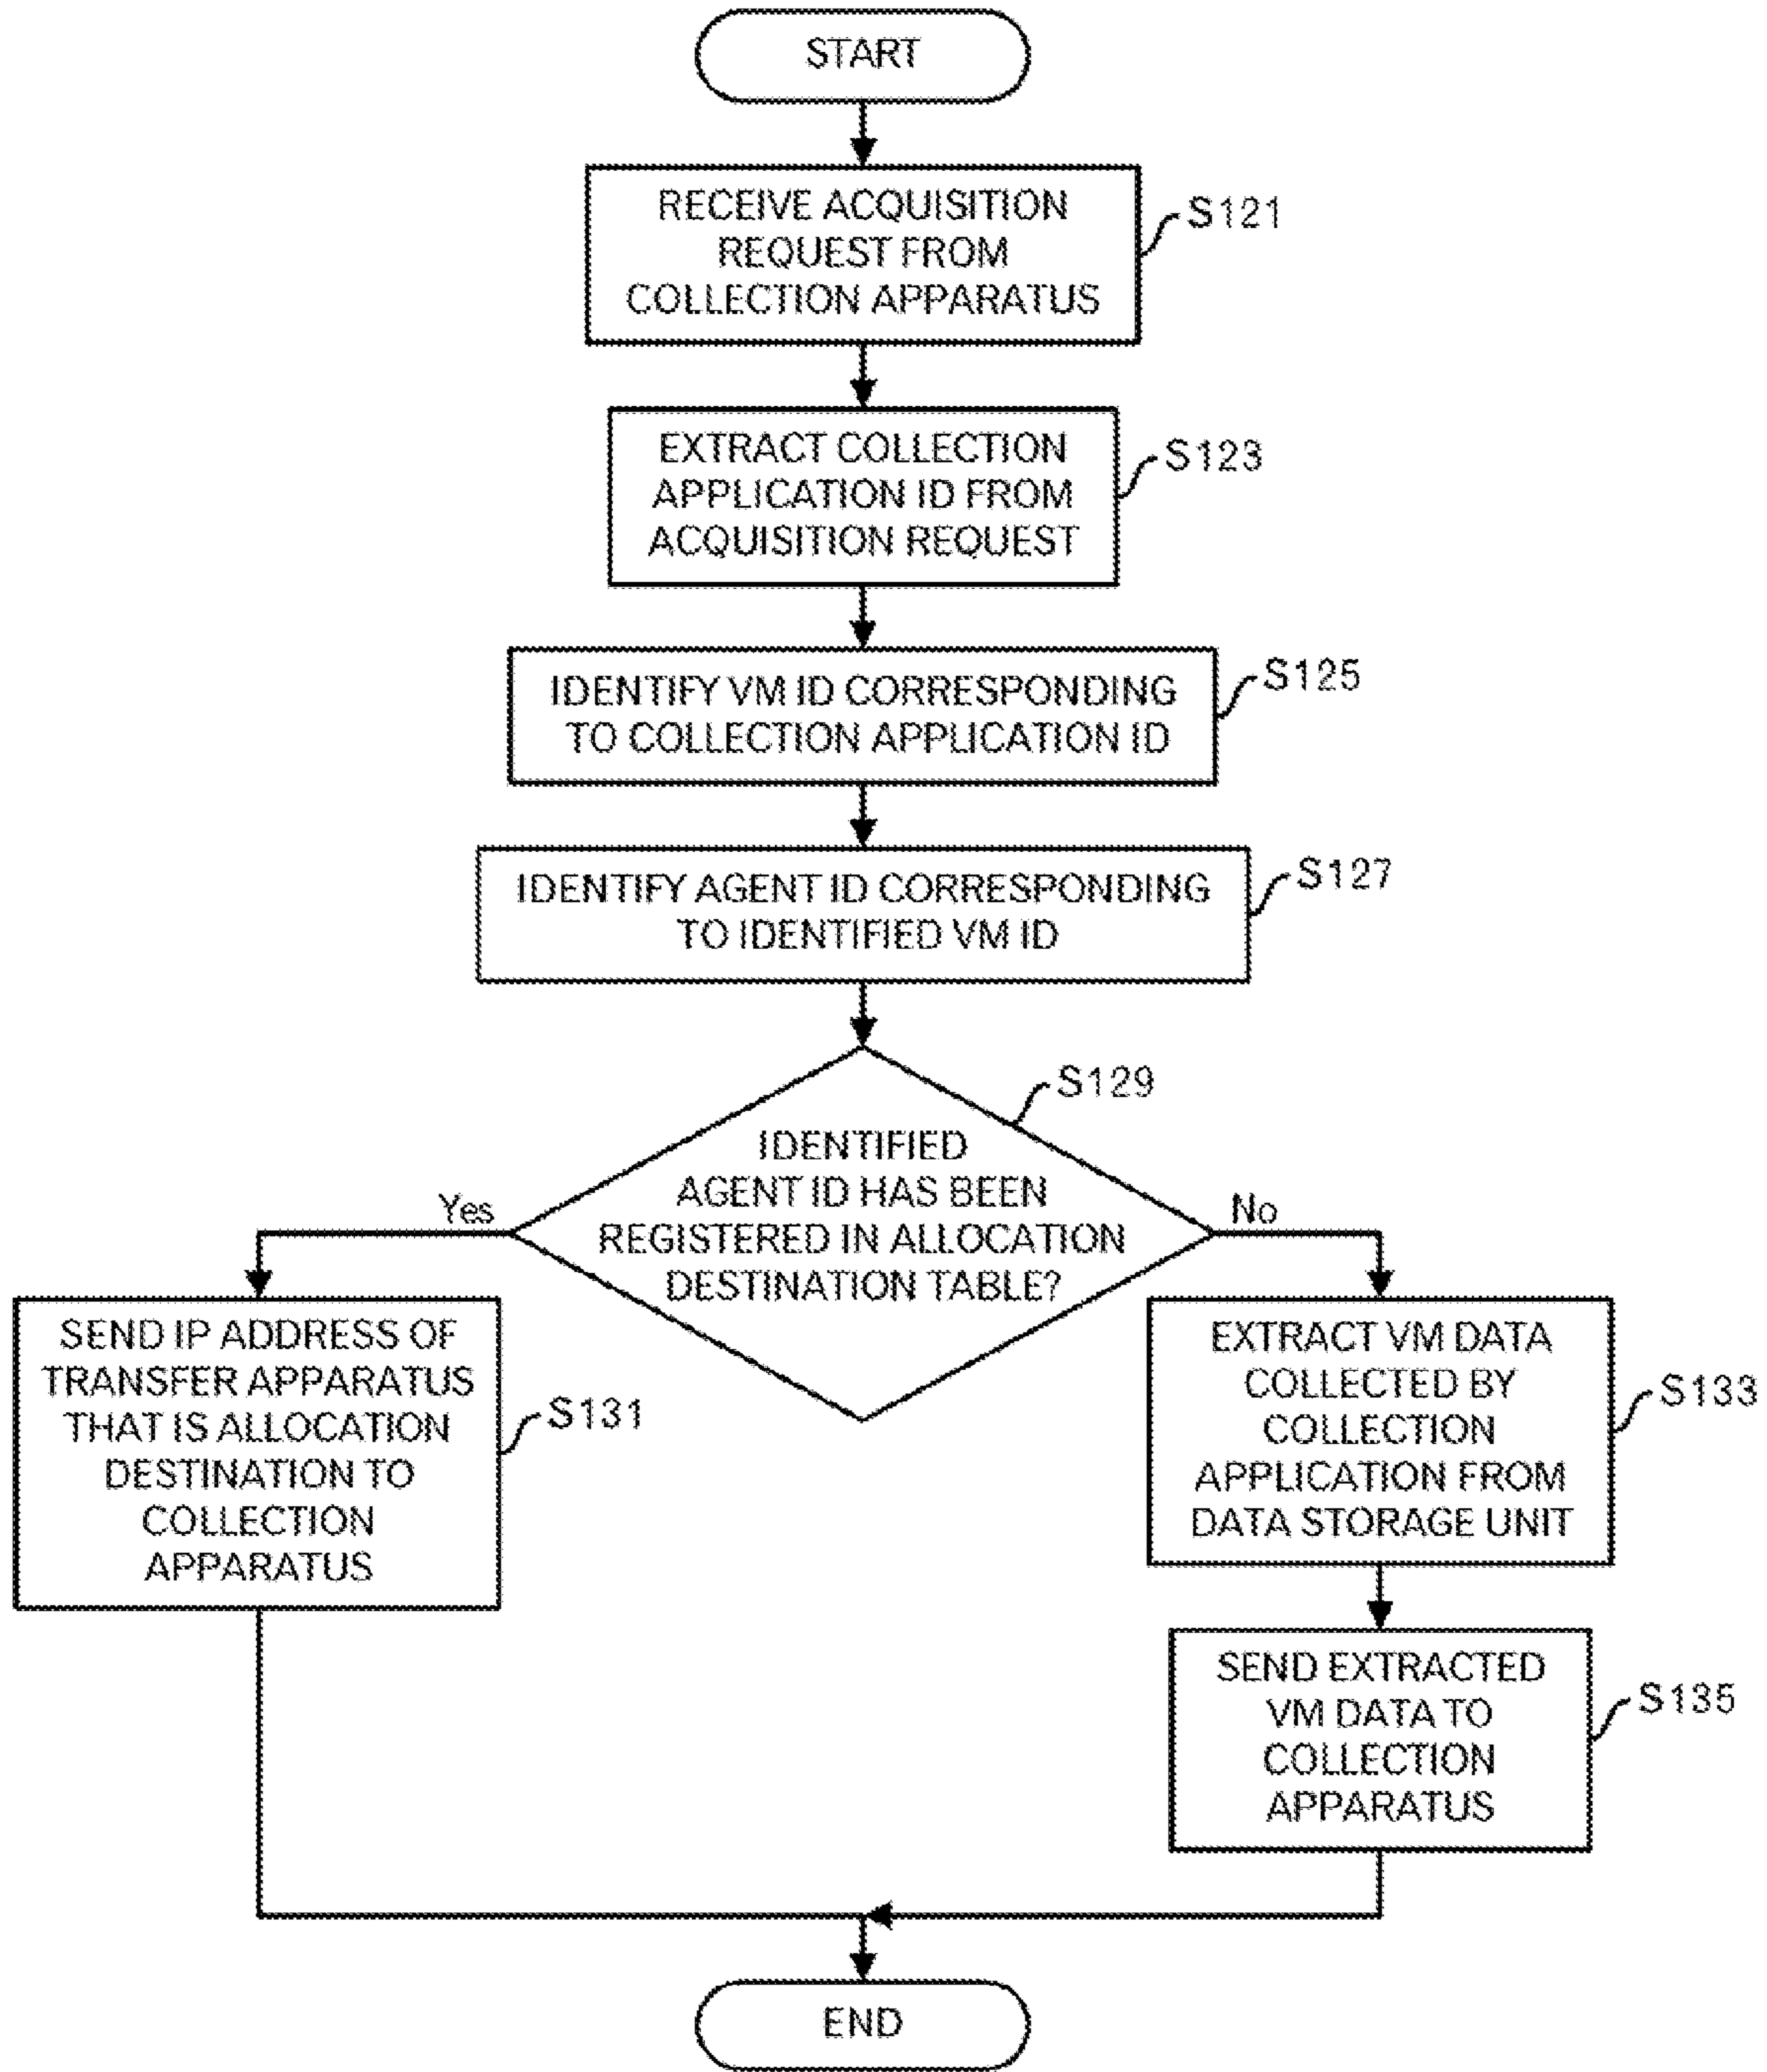 START
RECEIVE ACQUISITION
REQUEST FROM
COLLECTION APPARATUS
S121
EXTRACT COLLECTION
APPLICATION ID FROM
ACQUISITION REQUEST
S123
IDENTIFY VM ID CORRESPONDING
TO COLLECTION APPLICATION ID
S125
IDENTIFY AGENT ID CORRESPONDING
TO IDENTIFIED VM ID
S127
S129
IDENTIFIED
AGENT ID HAS BEEN
REGISTERED IN ALLOCATION
DESTINATION TABLE?
Yes
No
SEND IP ADDRESS OF
TRANSFER APPARATUS
THAT IS ALLOCATION
DESTINATION TO
COLLECTION
APPARATUS
S131
EXTRACT VM DATA
COLLECTED BY
COLLECTION
APPLICATION FROM
DATA STORAGE UNIT
S133
SEND EXTRACTED
VM DATA TO
COLLECTION
APPARATUS
S135
END